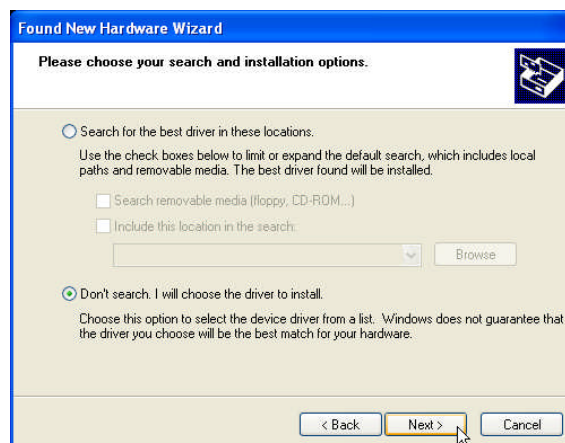 Found New Hardware Wizard
Please choose your search and installation options.
Search for the best driver in these locations.
Use the check boxes below to limit or expand the default search, which includes local
paths and removable media. The best driver found will be installed.
Search removable media (floppy, CD-ROM...)
Include this location in the search:
Browse
Don't search. I will choose the driver to install.
Choose this option to select the device driver from a list. Windows does not guarantee that
the driver you choose will be the best match for your hardware.
< Back Next > Cancel